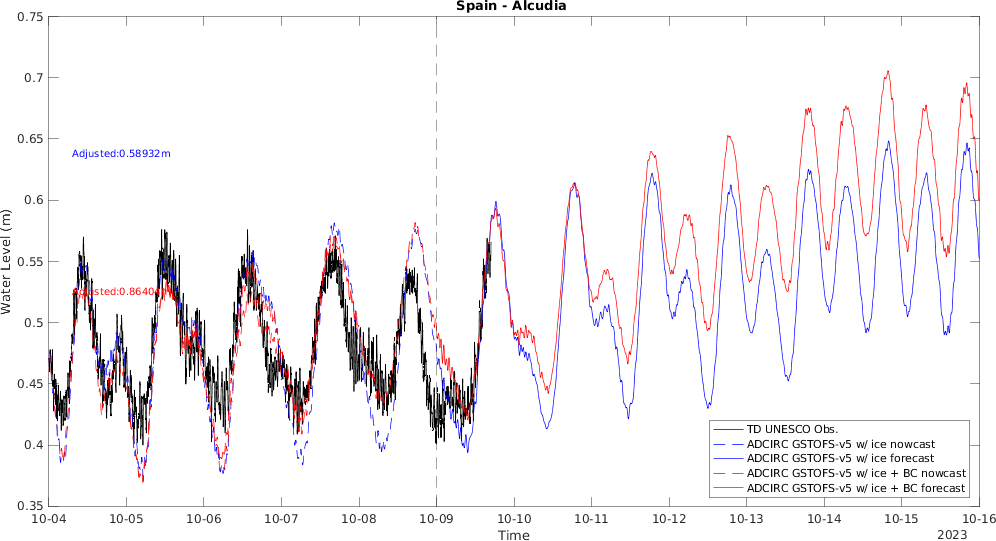 Spain - Alcudia
0.75
0.7
0.65
0.6
0.55
0.5
0.45
0.4
0.35
Water Level (m)
Adjusted:0.58932m
TD UNESCO Obs.
ADCIRC GSTOFS-v5 w/ ice nowcast
ADCIRC GSTOFS-v5 w/ ice forecast
ADCIRC GSTOFS-v5 w/ ice + BC nowcast
ADCIRC GSTOFS-v5 w/ ice + BC forecast
10-04 10-05 10-06 10-07 10-08 10-09 10-10 10-11 10-12 10-13 10-14 10-15 10-16
Time
2023